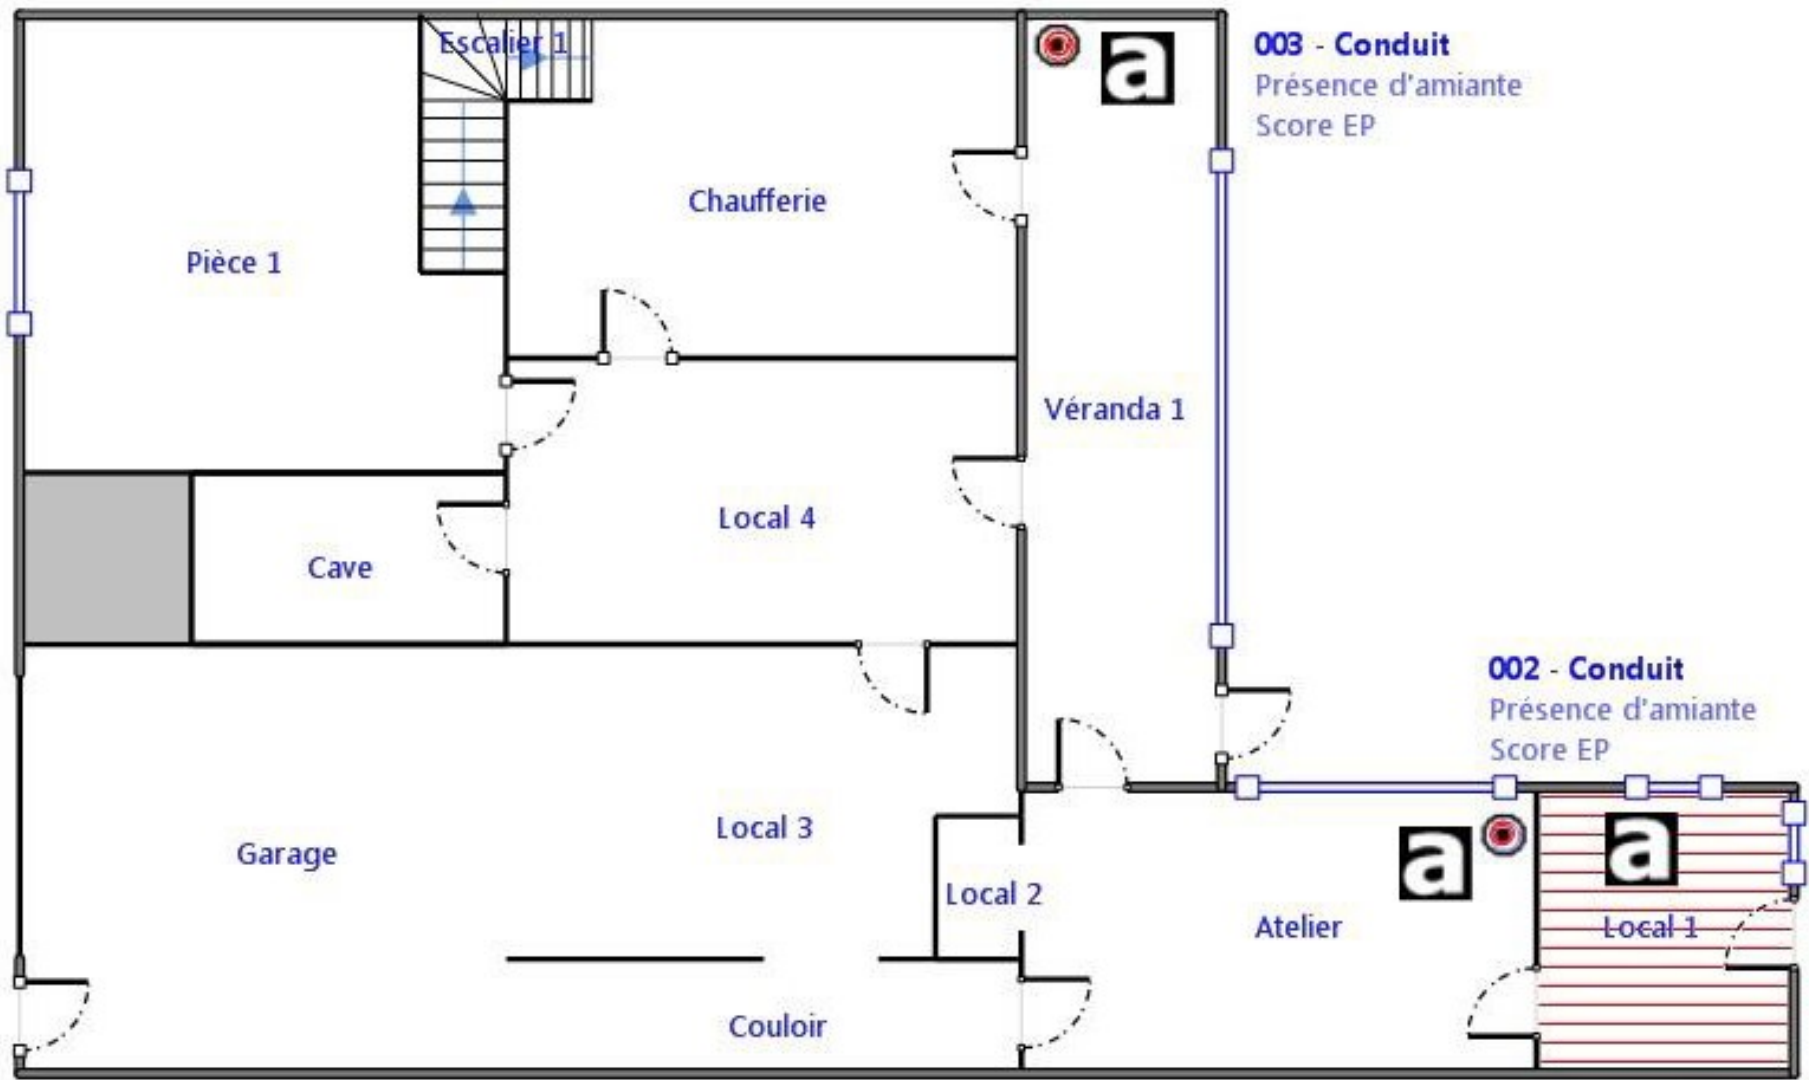 Escalier 1
a
003 - Conduit
Présence d'amiante
Score EP
Chaufferie
Pièce 1
Véranda 1
Local 4
Cave
002 - Conduit
Présence d'amiante
Score EP
Local 3
Garage
a
a
Local 2
Atelier
Local 1
Couloir